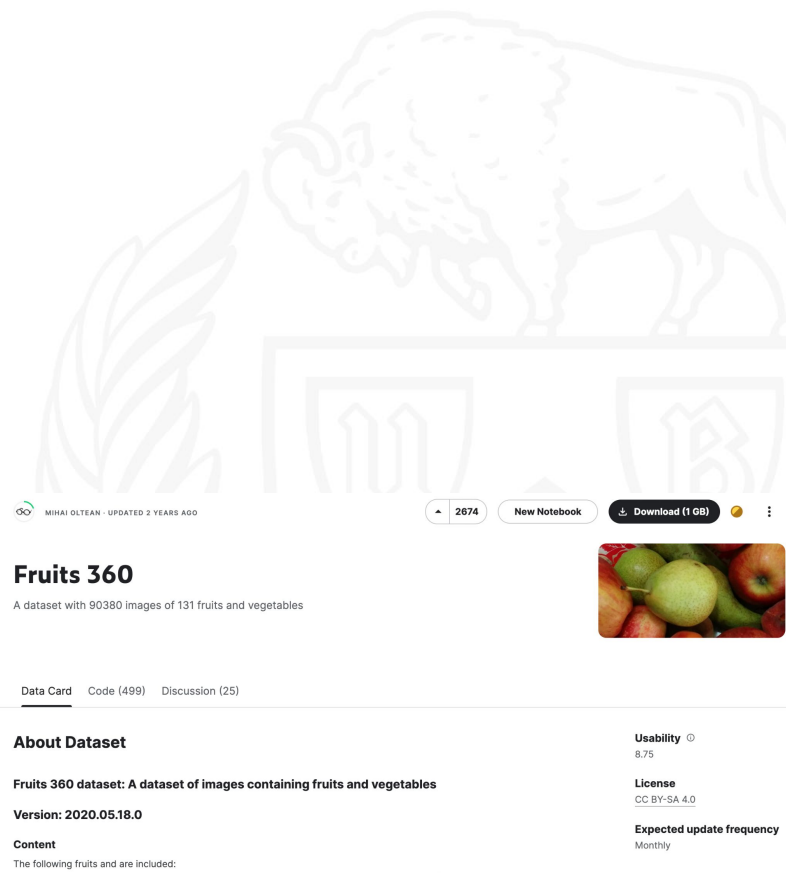 U B
MIHAI OLTEAN · UPDATED 2 YEARS AGO
2674
New Notebook
Download (1 GB)
Fruits 360
A dataset with 90380 images of 131 fruits and vegetables
Data Card Code (499) Discussion (25)
About Dataset
Usability
8.75
Fruits 360 dataset: A dataset of images containing fruits and vegetables
License
CC BY-SA 4.0
Version: 2020.05.18.0
Expected update frequency
Monthly
Content
The following fruits and are included: